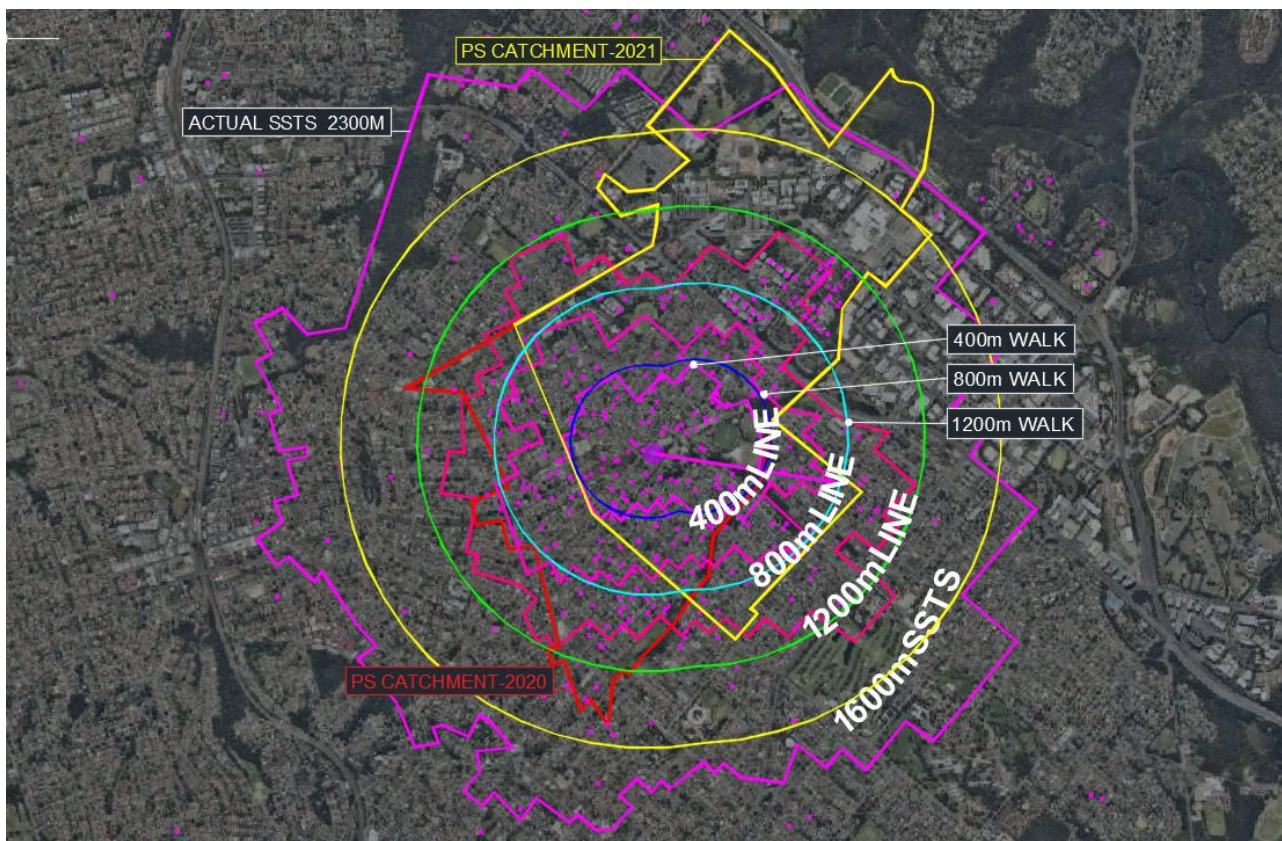 PS CATCHMENT-2021
ACTUAL SSTS 2300M
400m WALK
800m WALK
1200m WALK
400mLINE
800mLINE
1200mLINE
1600mSSTS
PS CATCHMENT-2020